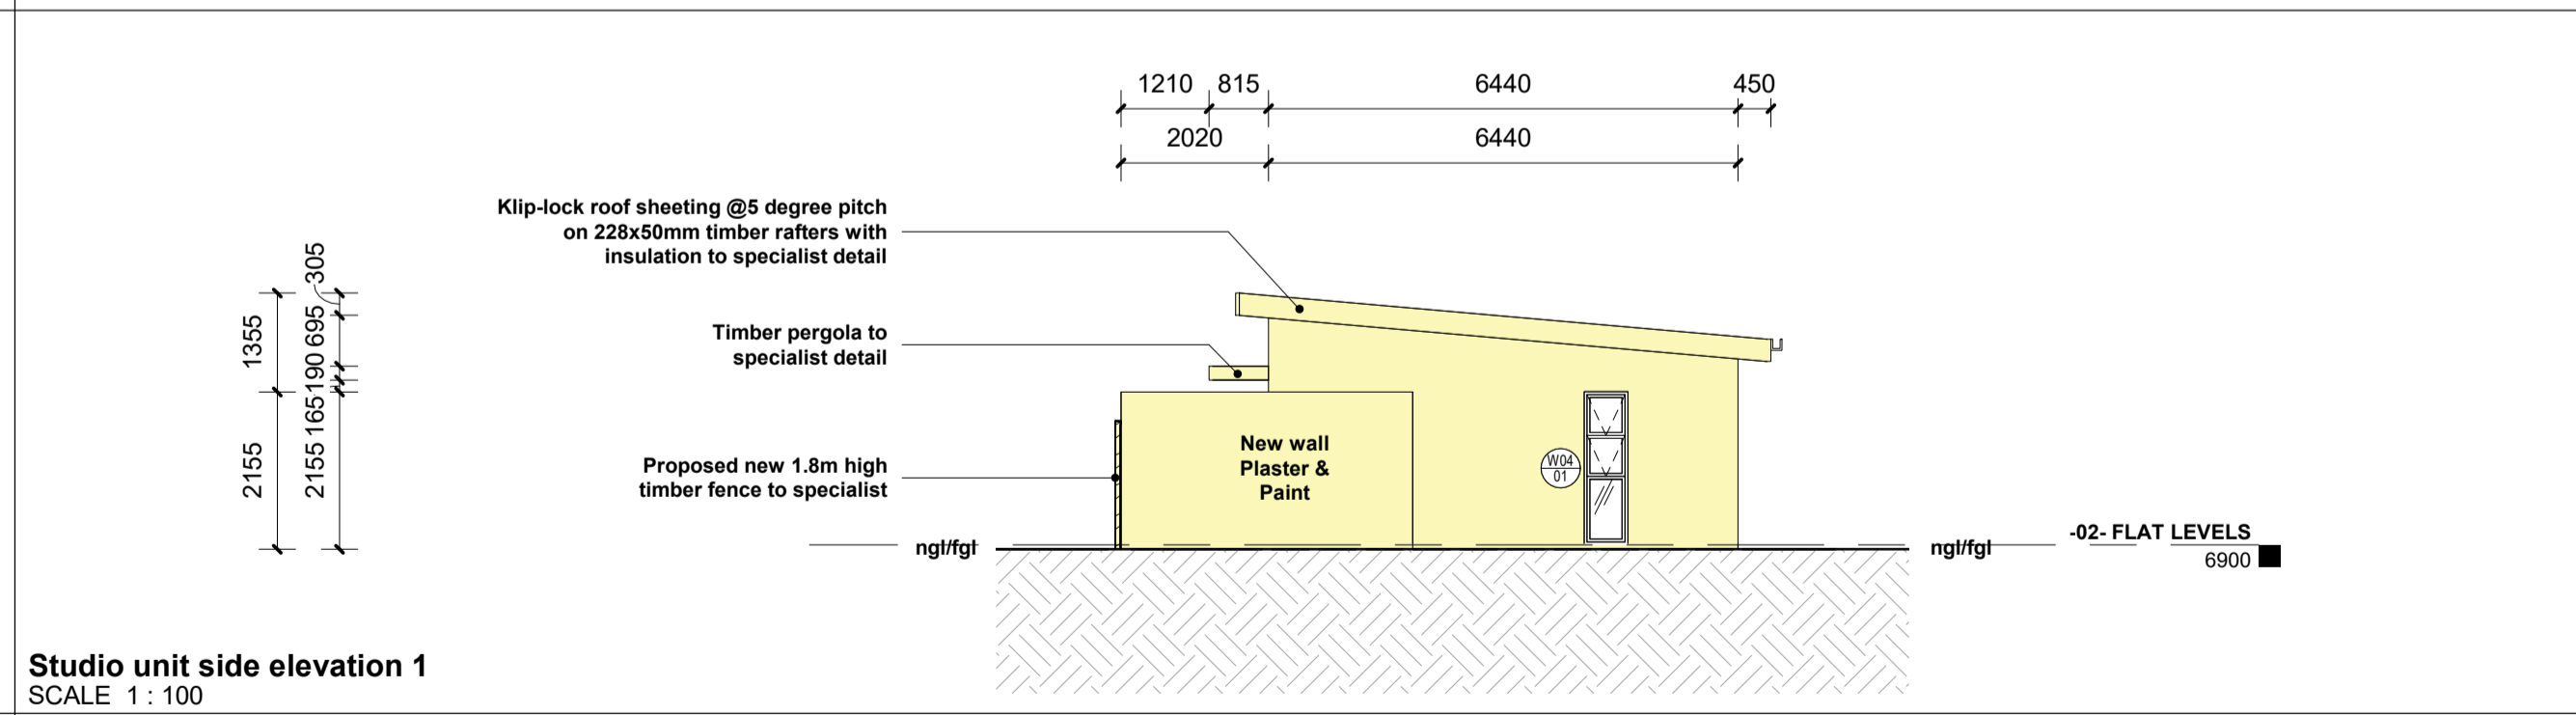 1210 815 6440 450
2020 6440
Klip-lock roof sheeting @5 degree pitch
on 228x50mm timber rafters with
insulation to specialist detail
305
1355 695
190
165
2155 2155
Timber pergola to
specialist detail
Proposed new 1.8m high
timber fence to specialist
New wall
Plaster &
Paint
W04
01
ngl/fgl
ngl/fgl
-02- FLAT LEVELS
6900
Studio unit side elevation 1
SCALE 1 : 100